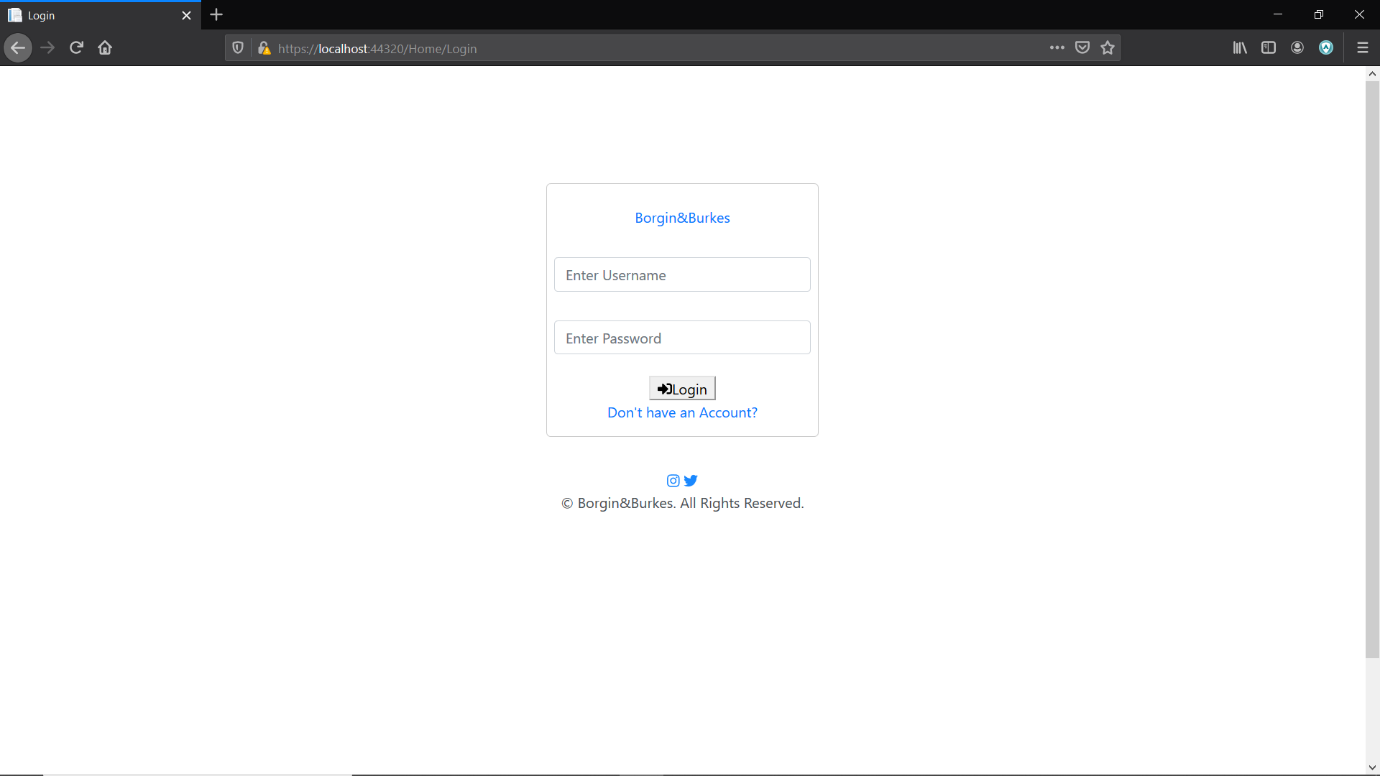 Login
https://localhost:44320/Home/Login
Borgin&Burkes
Enter Username
Enter Password
Login
Don't have an Account?
© Borgin&Burkes. All Rights Reserved.